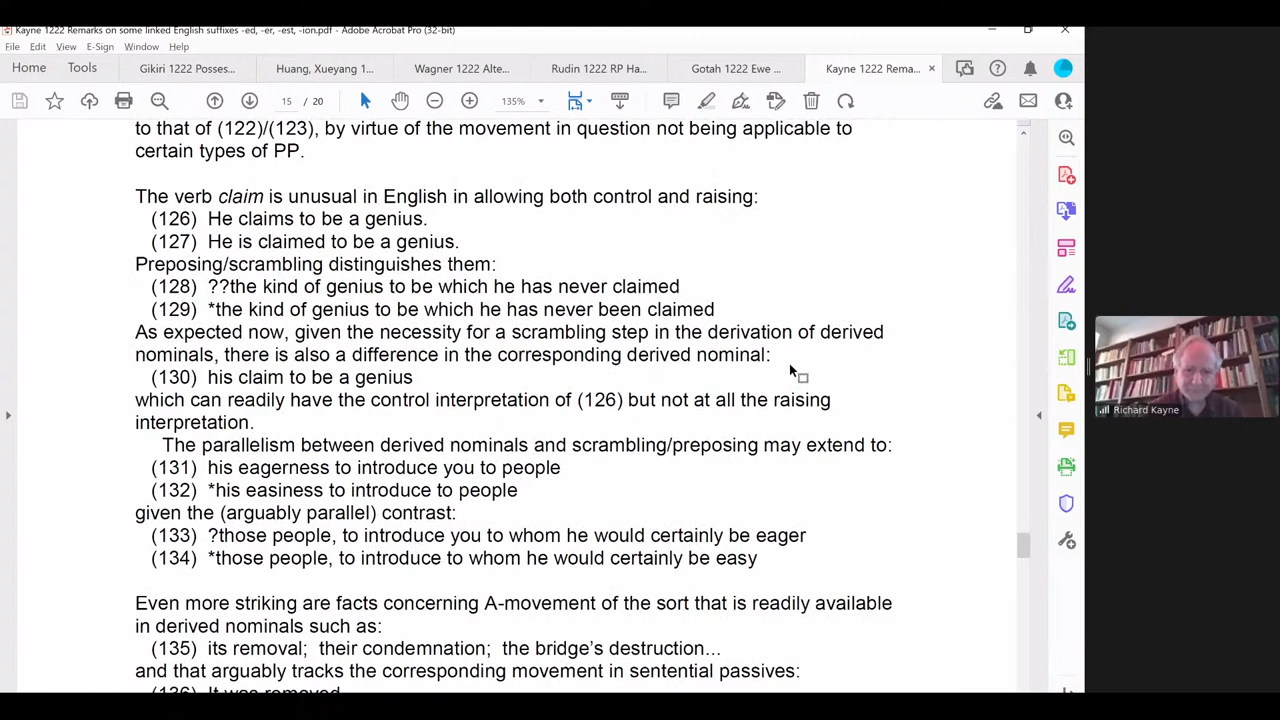 Kayne 1222 Remarks on some linked English suffixes -ed, -er, -est, -ion.pdf - Adobe Acrobat Pro (32-bit)
File Edit View E-Sign Window Help
Home Tools Gikiri 1222 Posses... Huang, Xueyang 1... Wagner 1222 Alte... Rudin 1222 RP Ha... Gotah 1222 Ewe ... Kayne 1222 Rema... ×
15 / 20 135%
to that of (122)/(123), by virtue of the movement in question not being applicable to
certain types of PP.
The verb claim is unusual in English in allowing both control and raising:
(126) He claims to be a genius.
(127) He is claimed to be a genius.
Preposing/scrambling distinguishes them:
(128) ??the kind of genius to be which he has never claimed
(129) *the kind of genius to be which he has never been claimed
As expected now, given the necessity for a scrambling step in the derivation of derived
nominals, there is also a difference in the corresponding derived nominal:
(130) his claim to be a genius
which can readily have the control interpretation of (126) but not at all the raising
interpretation.
The parallelism between derived nominals and scrambling/preposing may extend to:
(131) his eagerness to introduce you to people
(132) *his easiness to introduce to people
given the (arguably parallel) contrast:
(133) ?those people, to introduce you to whom he would certainly be eager
(134) *those people, to introduce to whom he would certainly be easy
Even more striking are facts concerning A-movement of the sort that is readily available
in derived nominals such as:
(135) its removal; their condemnation; the bridge's destruction...
and that arguably tracks the corresponding movement in sentential passives:
(136) It was removed
Richard Kayne